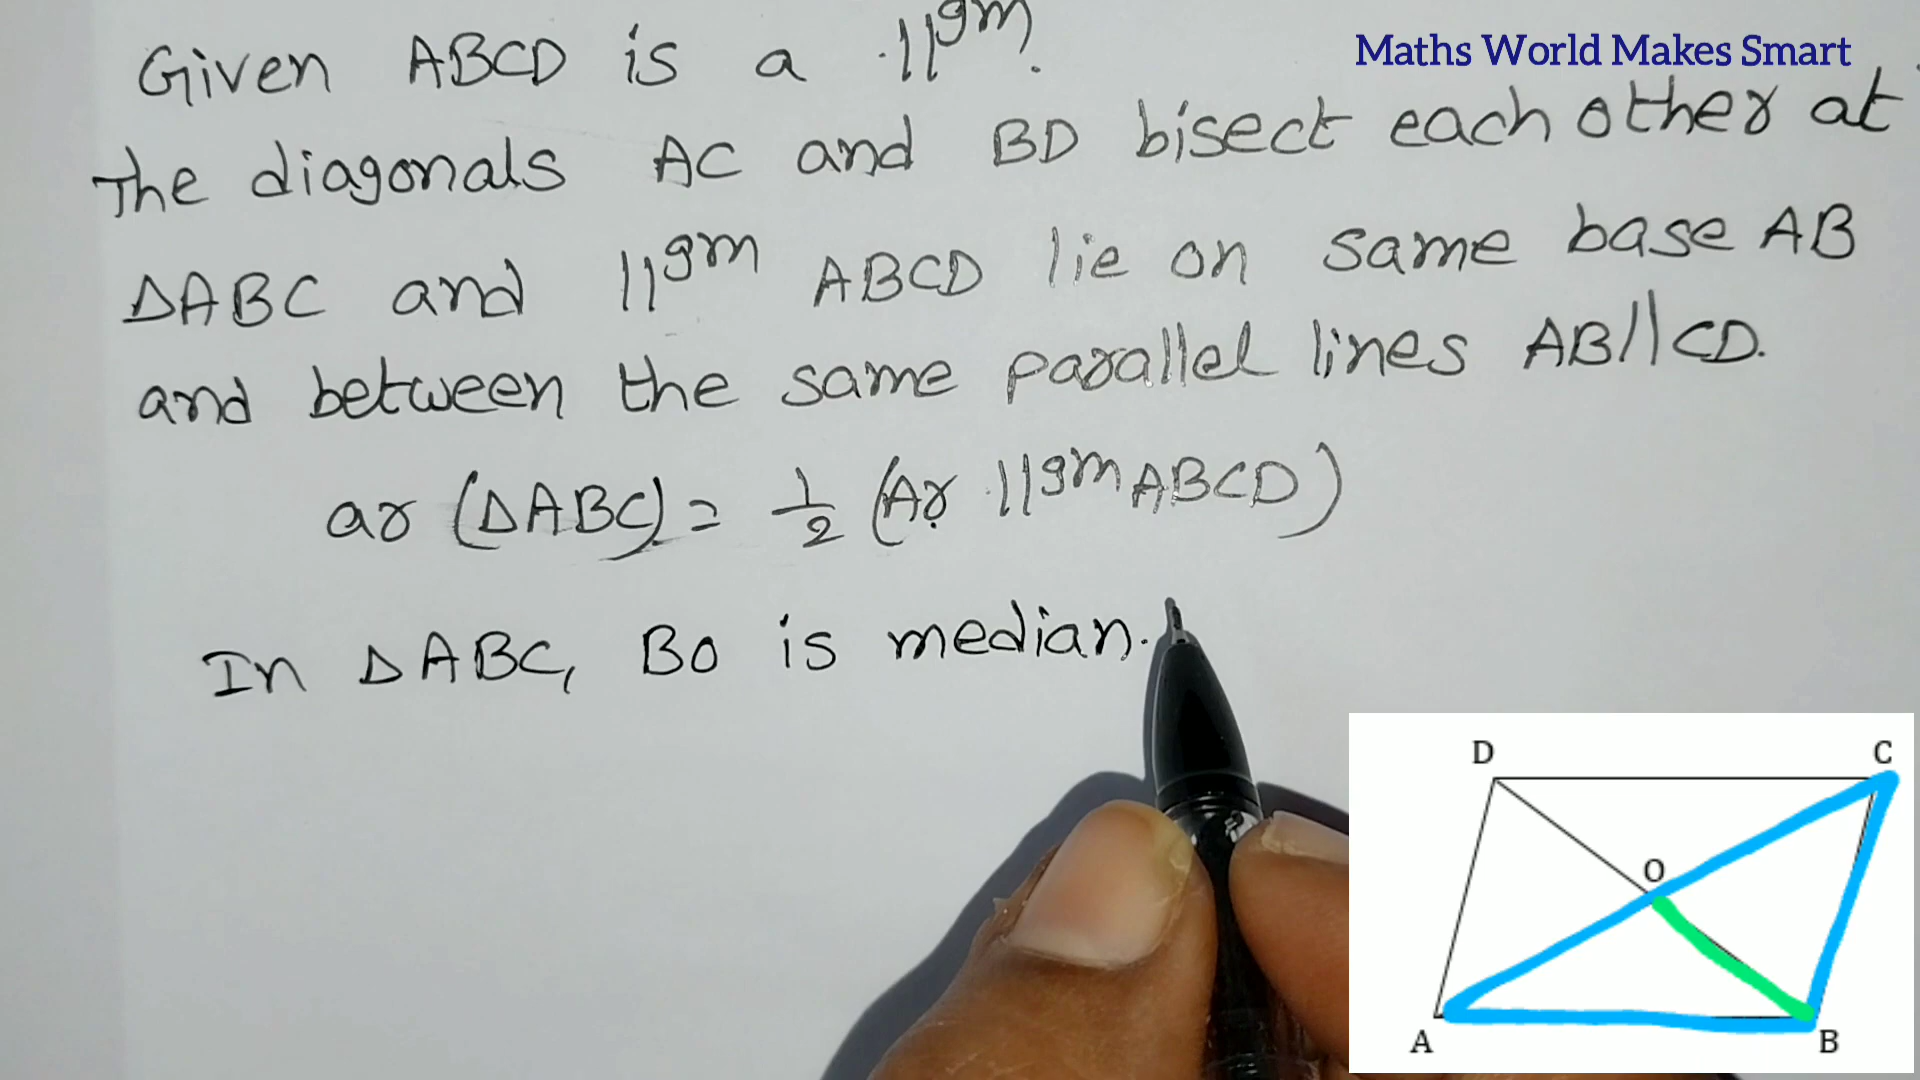 Maths World Makes Smart
Given ABCD is a ||gm.
The diagonals AC and BD bisect each other at
ΔABC and ||gm ABCD lie on same base AB
and between the same parallel lines AB||CD.
ar (ΔABC) = 1/2 (Ar ||gm ABCD)
In ΔABC, BO is median.
D
C
O
A
B